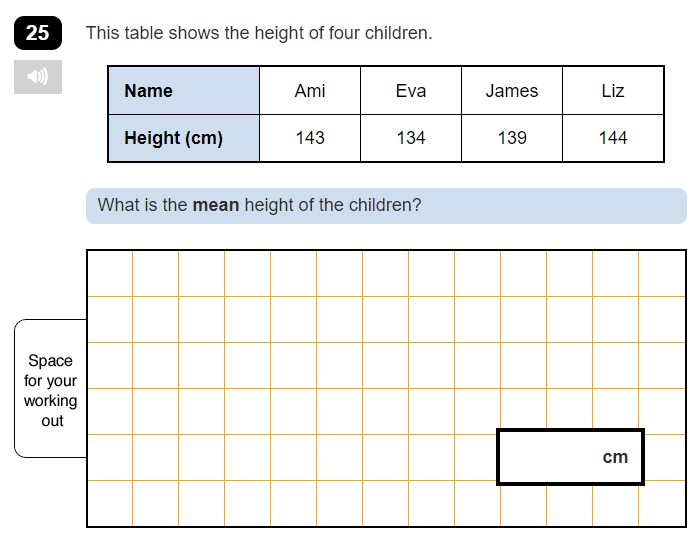 25 This table shows the height of four children.
Name Ami Eva James Liz
Height (cm) 143 134 139 144
What is the mean height of the children?
Space
for your
working
out
cm